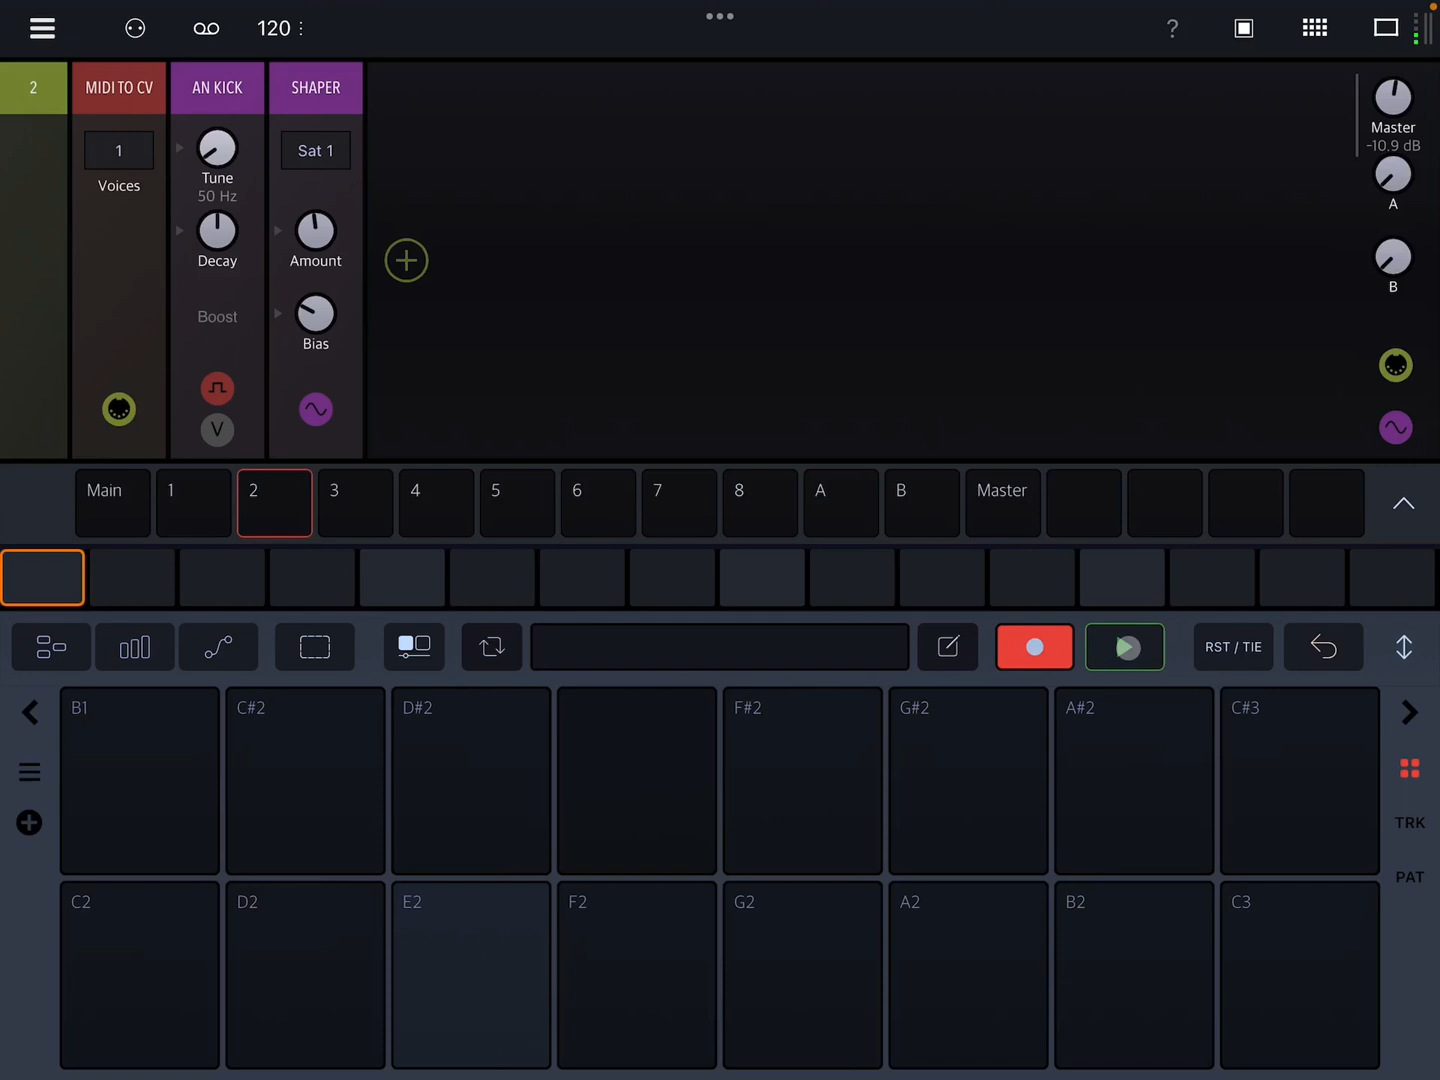 120
?
2
MIDI TO CV
AN KICK
SHAPER
1
Voices
Tune
50 Hz
Decay
Boost
V
Sat 1
Amount
Bias
Master
-10.9 dB
A
B
Main
1
2
3
4
5
6
7
8
A
B
Master
RST / TIE
B1
C#2
D#2
F#2
G#2
A#2
C#3
TRK
PAT
C2
D2
E2
F2
G2
A2
B2
C3